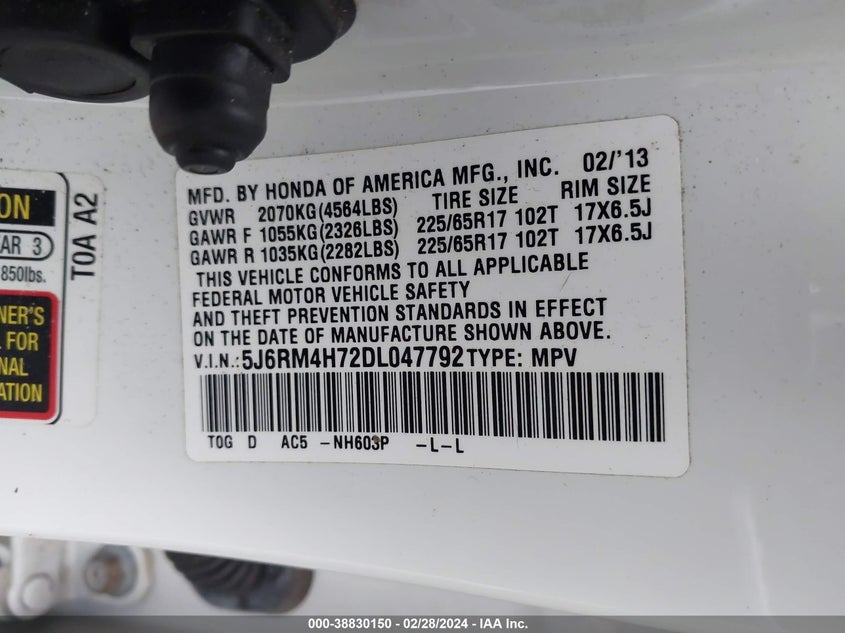 MFD. BY HONDA OF AMERICA MFG., INC. 02/'13
GVWR 2070KG(4564LBS) TIRE SIZE RIM SIZE
GAWR F 1055KG(2326LBS) 225/65R17 102T 17X6.5J
GAWR R 1035KG(2282LBS) 225/65R17 102T 17X6.5J
THIS VEHICLE CONFORMS TO ALL APPLICABLE
FEDERAL MOTOR VEHICLE SAFETY
AND THEFT PREVENTION STANDARDS IN EFFECT
ON THE DATE OF MANUFACTURE SHOWN ABOVE.
V.I.N.: 5J6RM4H72DL047792 TYPE: MPV
TOG D AC5 -NH603P -L-L
ON
AR 3
850lbs.
NER'S
L FOR
NAL
ATION
TOA A2
000-38830150 - 02/28/2024 - IAA Inc.